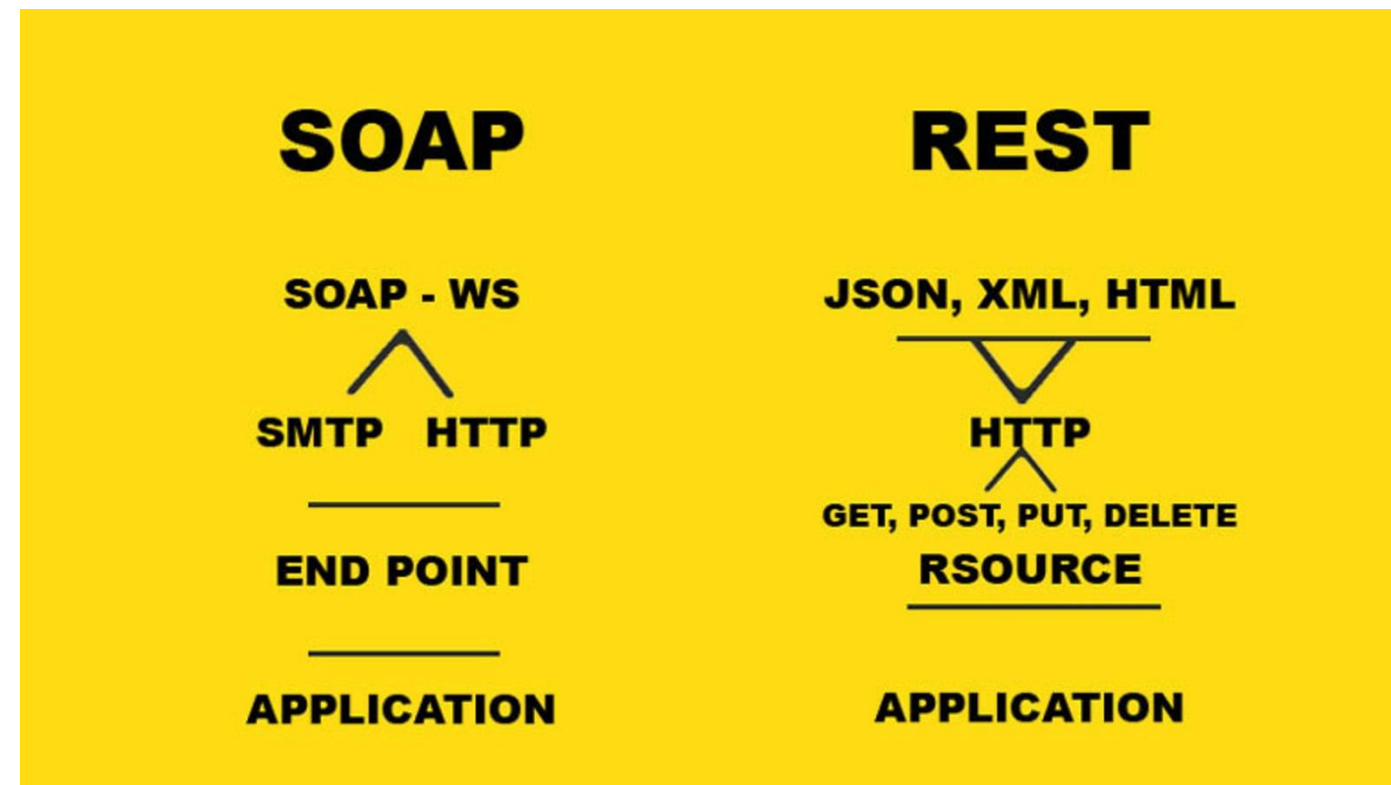 SOAP
SOAP - WS
SMTP HTTP
END POINT
APPLICATION
REST
JSON, XML, HTML
HTTP
GET, POST, PUT, DELETE
RSOURCE
APPLICATION